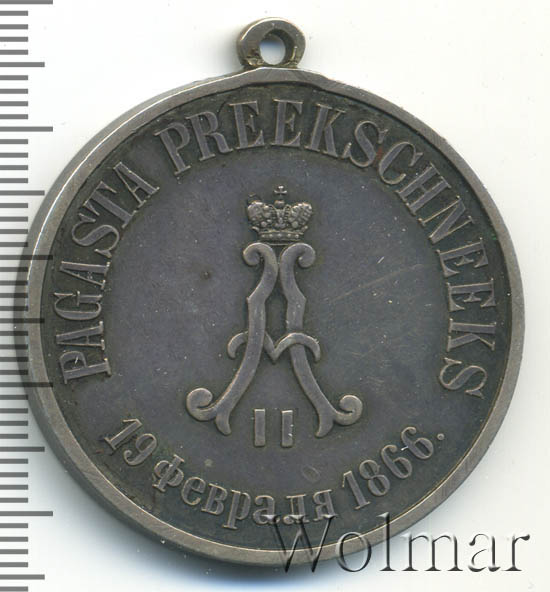 PAGASTA PREEKSCHNEEKS
A
II
19 февраля 1866.
Wolmar